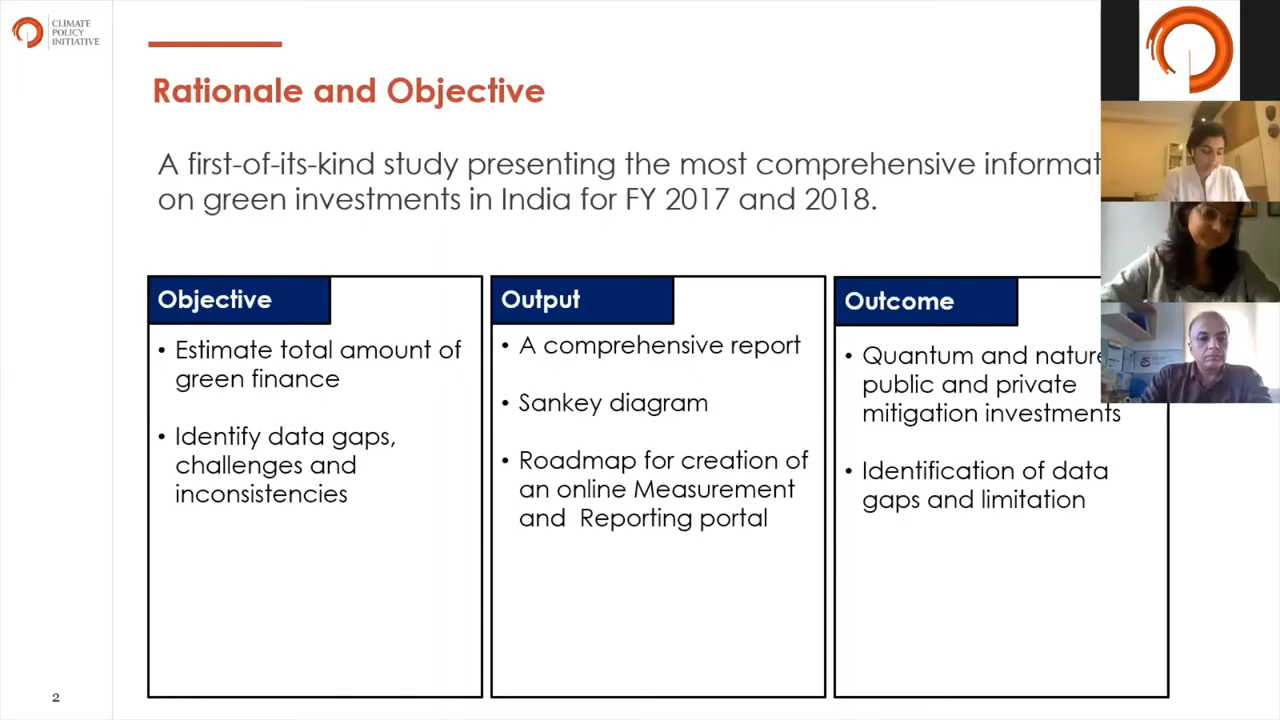 CLIMATE
POLICY
INITIATIVE
Rationale and Objective
A first-of-its-kind study presenting the most comprehensive informat
on green investments in India for FY 2017 and 2018.
Objective
• Estimate total amount of
green finance
• Identify data gaps,
challenges and
inconsistencies
Output
• A comprehensive report
• Sankey diagram
• Roadmap for creation of
an online Measurement
and Reporting portal
Outcome
• Quantum and nature
public and private
mitigation investments
• Identification of data
gaps and limitation
2